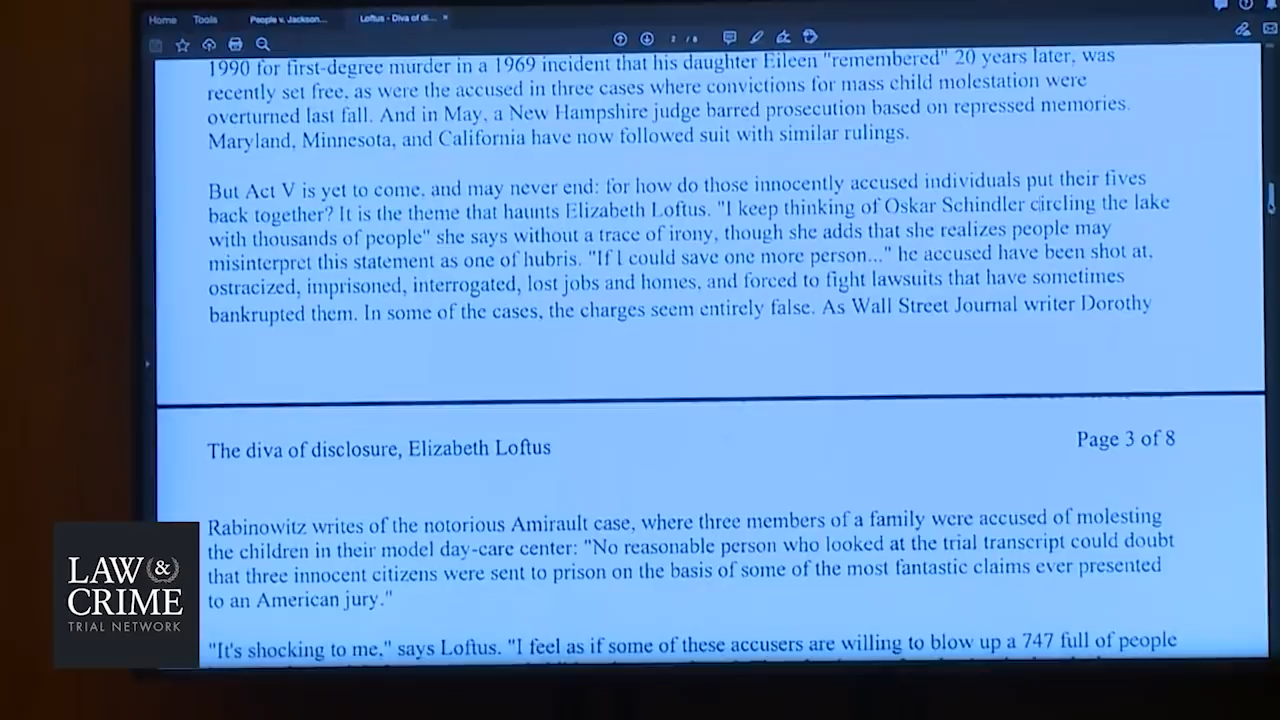 Home Tools People v. Jackson... Loftus - Diva of di... ×
2 / 8
1990 for first-degree murder in a 1969 incident that his daughter Eileen "remembered" 20 years later, was
recently set free, as were the accused in three cases where convictions for mass child molestation were
overturned last fall. And in May, a New Hampshire judge barred prosecution based on repressed memories.
Maryland, Minnesota, and California have now followed suit with similar rulings.
But Act V is yet to come, and may never end: for how do those innocently accused individuals put their fives
back together? It is the theme that haunts Elizabeth Loftus. "I keep thinking of Oskar Schindler circling the lake
with thousands of people" she says without a trace of irony, though she adds that she realizes people may
misinterpret this statement as one of hubris. "If I could save one more person..." he accused have been shot at,
ostracized, imprisoned, interrogated, lost jobs and homes, and forced to fight lawsuits that have sometimes
bankrupted them. In some of the cases, the charges seem entirely false. As Wall Street Journal writer Dorothy
The diva of disclosure, Elizabeth Loftus Page 3 of 8
Rabinowitz writes of the notorious Amirault case, where three members of a family were accused of molesting
the children in their model day-care center: "No reasonable person who looked at the trial transcript could doubt
that three innocent citizens were sent to prison on the basis of some of the most fantastic claims ever presented
to an American jury."
"It's shocking to me," says Loftus. "I feel as if some of these accusers are willing to blow up a 747 full of people
LAW &
CRIME
TRIAL NETWORK